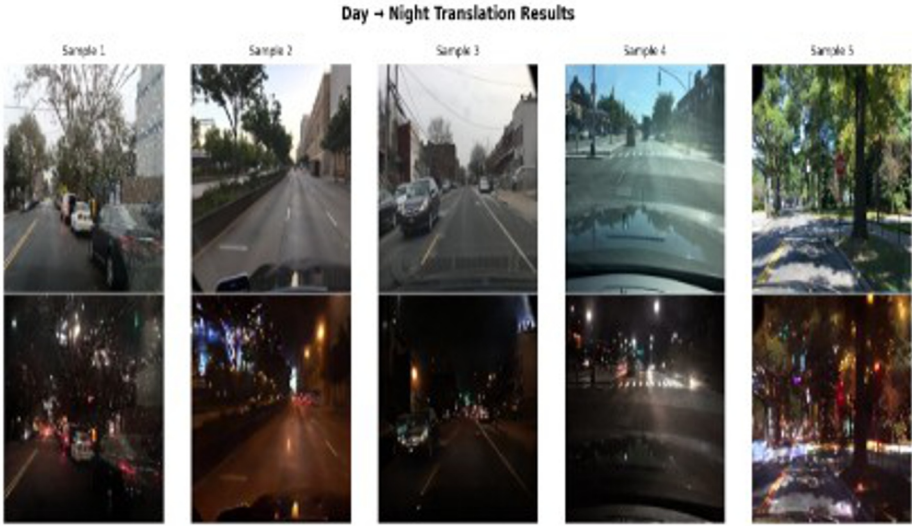 Day → Night Translation Results
Sample 1
Sample 2
Sample 3
Sample 4
Sample 5